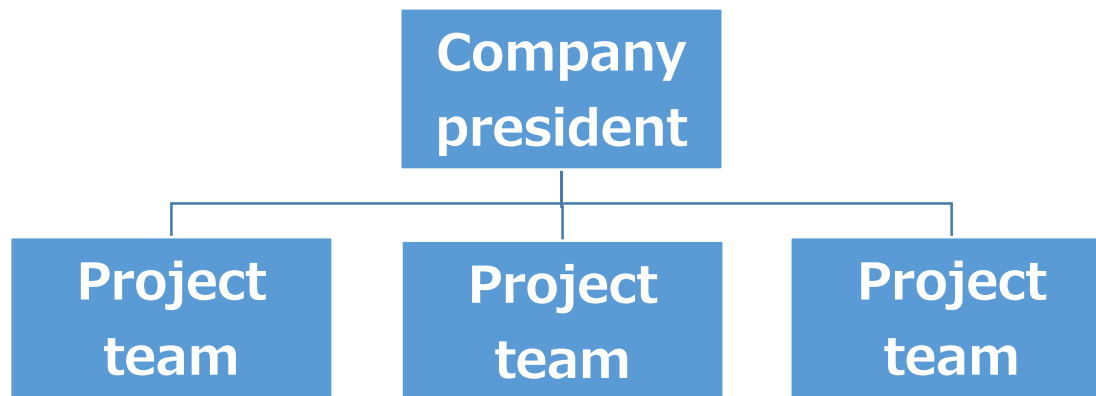 Company
president
Project
team
Project
team
Project
team